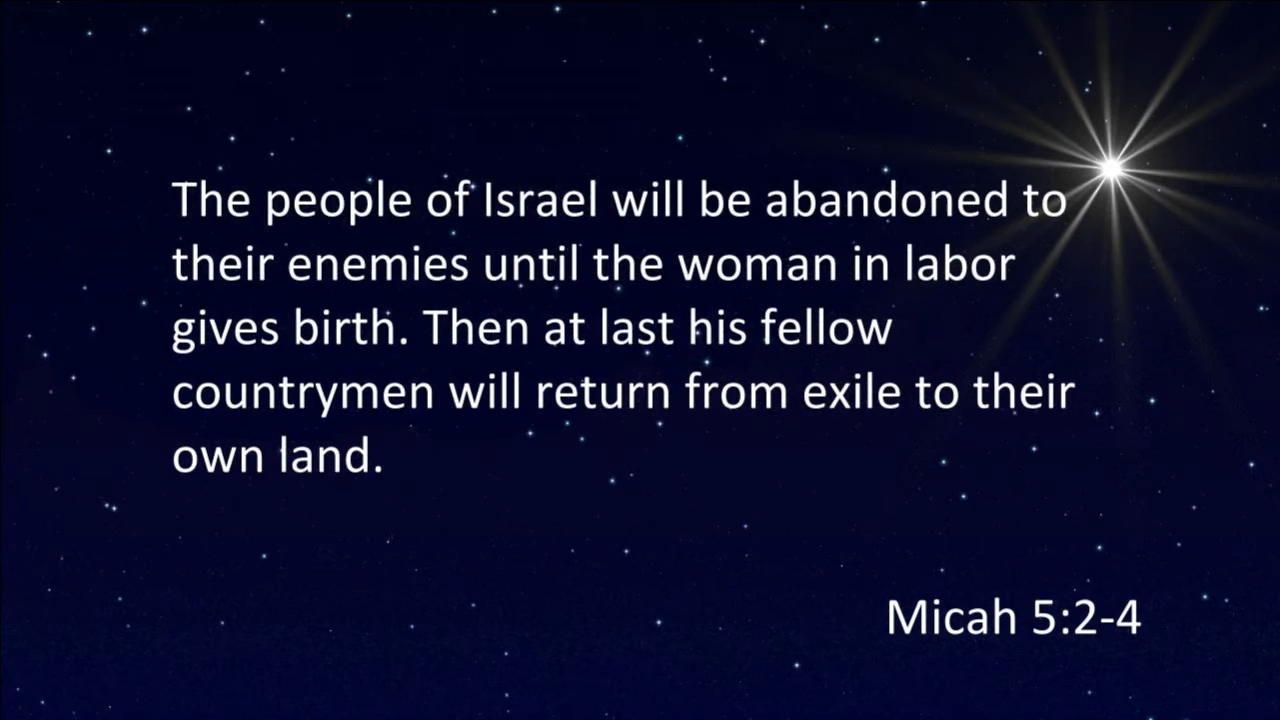 The people of Israel will be abandoned to
their enemies until the woman in labor
gives birth. Then at last his fellow
countrymen will return from exile to their
own land.
Micah 5:2-4